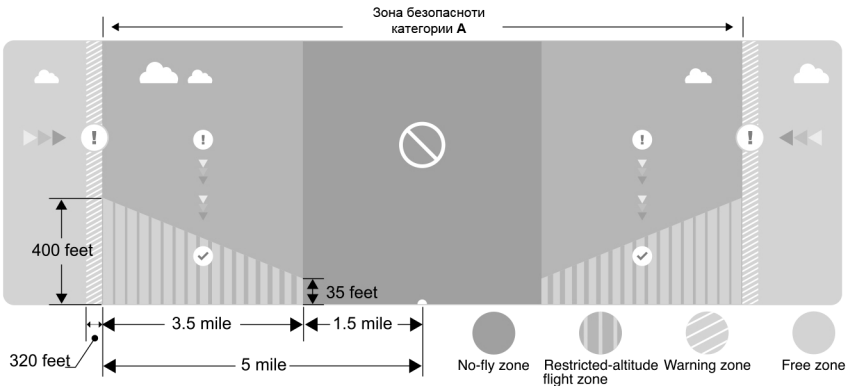 Зона безопасноти
категории А
!
!
!
!
400 feet
35 feet
3.5 mile
1.5 mile
320 feet
5 mile
No-fly zone
Restricted-altitude
flight zone
Warning zone
Free zone